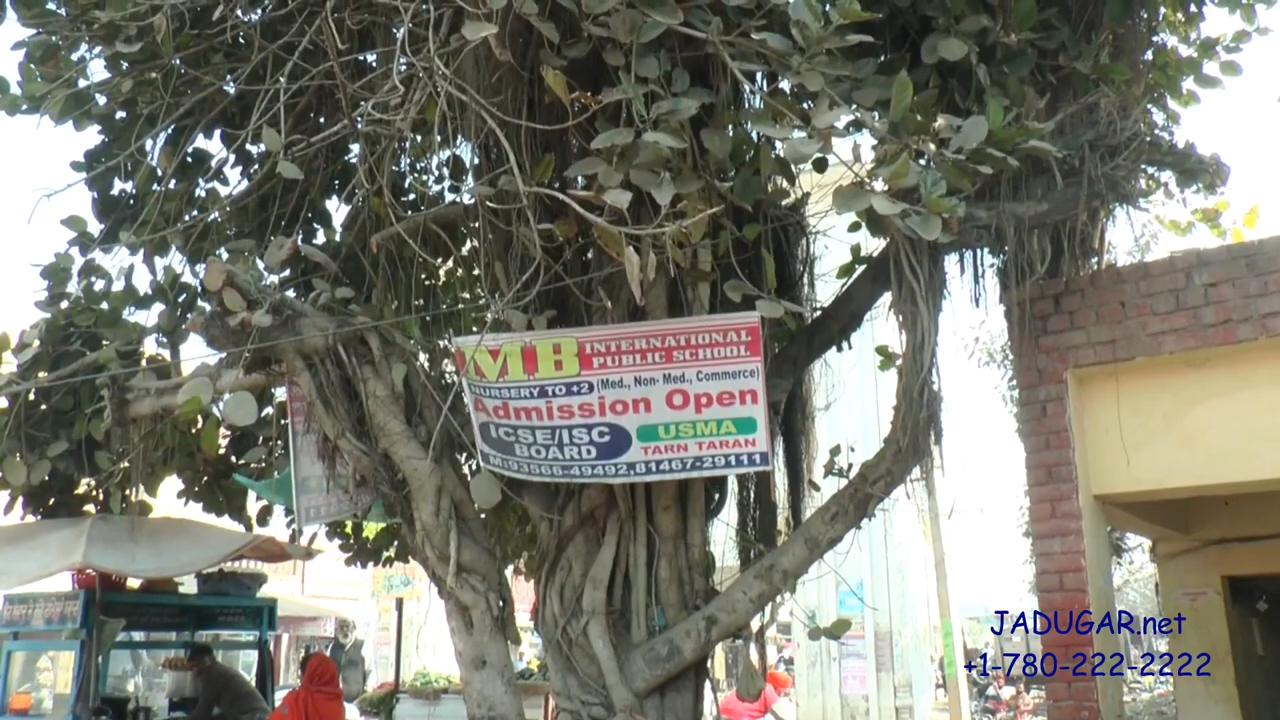 MB INTERNATIONAL
PUBLIC SCHOOL
NURSERY TO +2 (Med., Non- Med., Commerce)
Admission Open
ICSE/ISC
BOARD
USMA
TARN TARAN
M:93566-49492,81467-29111
JADUGAR.net
+1-780-222-2222